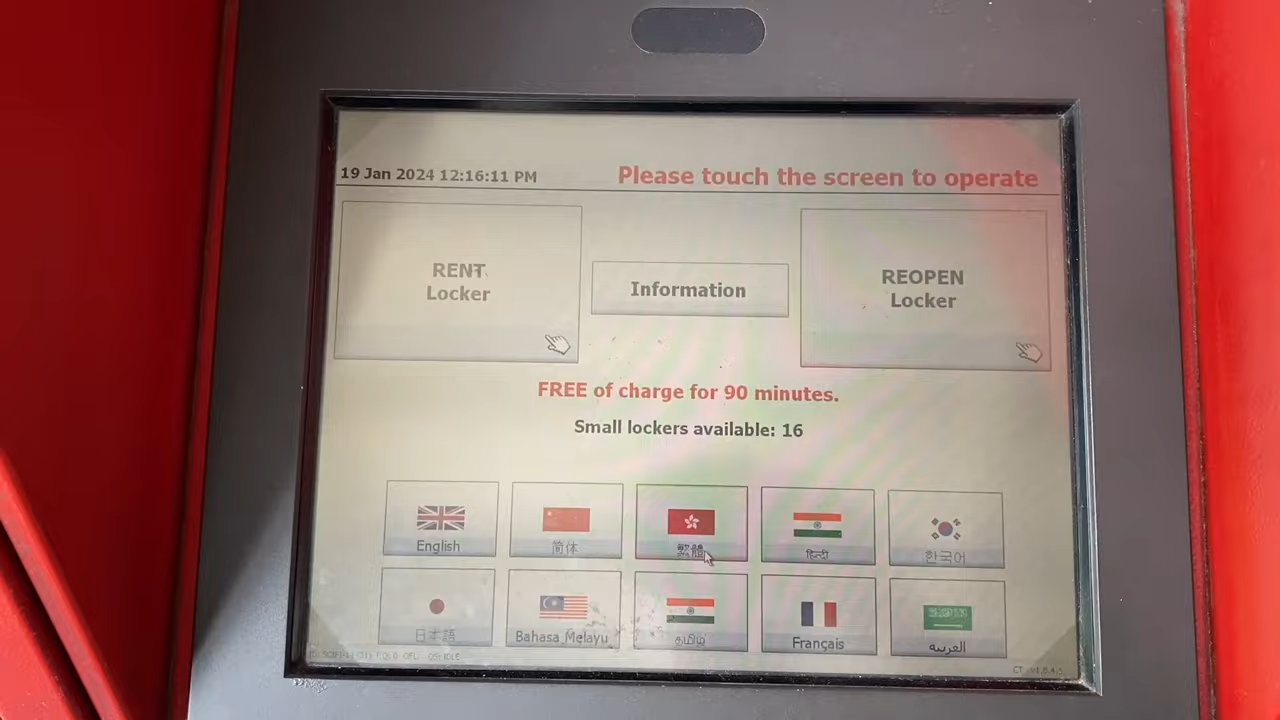 19 Jan 2024 12:16:11 PM
Please touch the screen to operate
RENT
Locker
Information
REOPEN
Locker
FREE of charge for 90 minutes.
Small lockers available: 16
English
简体
繁體
हिन्दी
한국어
日本語
Bahasa Melayu
தமிழ்
Français
العربية